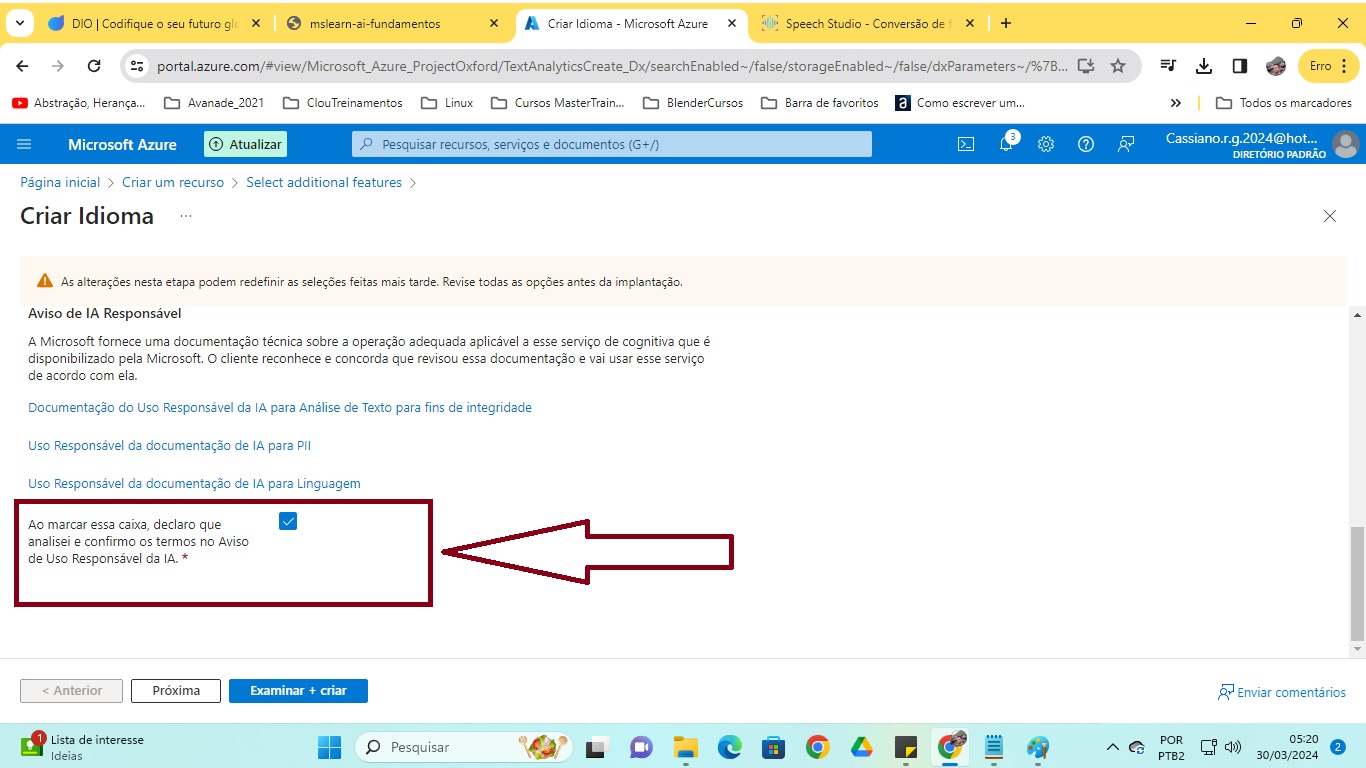 DIO | Codifique o seu futuro glo
mslearn-ai-fundamentos
Criar Idioma - Microsoft Azure
Speech Studio - Conversão de f
portal.azure.com/#view/Microsoft_Azure_ProjectOxford/TextAnalyticsCreate_Dx/searchEnabled~/false/storageEnabled~/false/dxParameters~/%7B...
Erro
Abstração, Herança...
Avanade_2021
ClouTreinamentos
Linux
Cursos MasterTrain...
BlenderCursos
Barra de favoritos
Como escrever um...
»
Todos os marcadores
Microsoft Azure
Atualizar
Pesquisar recursos, serviços e documentos (G+/)
3
Cassiano.r.g.2024@hot...
DIRETÓRIO PADRÃO
Página inicial > Criar um recurso > Select additional features >
Criar Idioma ...
As alterações nesta etapa podem redefinir as seleções feitas mais tarde. Revise todas as opções antes da implantação.
Aviso de IA Responsável
A Microsoft fornece uma documentação técnica sobre a operação adequada aplicável a esse serviço de cognitiva que é
disponibilizado pela Microsoft. O cliente reconhece e concorda que revisou essa documentação e vai usar esse serviço
de acordo com ela.
Documentação do Uso Responsável da IA para Análise de Texto para fins de integridade
Uso Responsável da documentação de IA para PII
Uso Responsável da documentação de IA para Linguagem
Ao marcar essa caixa, declaro que
analisei e confirmo os termos no Aviso
de Uso Responsável da IA. *
< Anterior
Próxima
Examinar + criar
Enviar comentários
1
Lista de interesse
Ideias
Pesquisar
POR
PTB2
05:20
30/03/2024
2